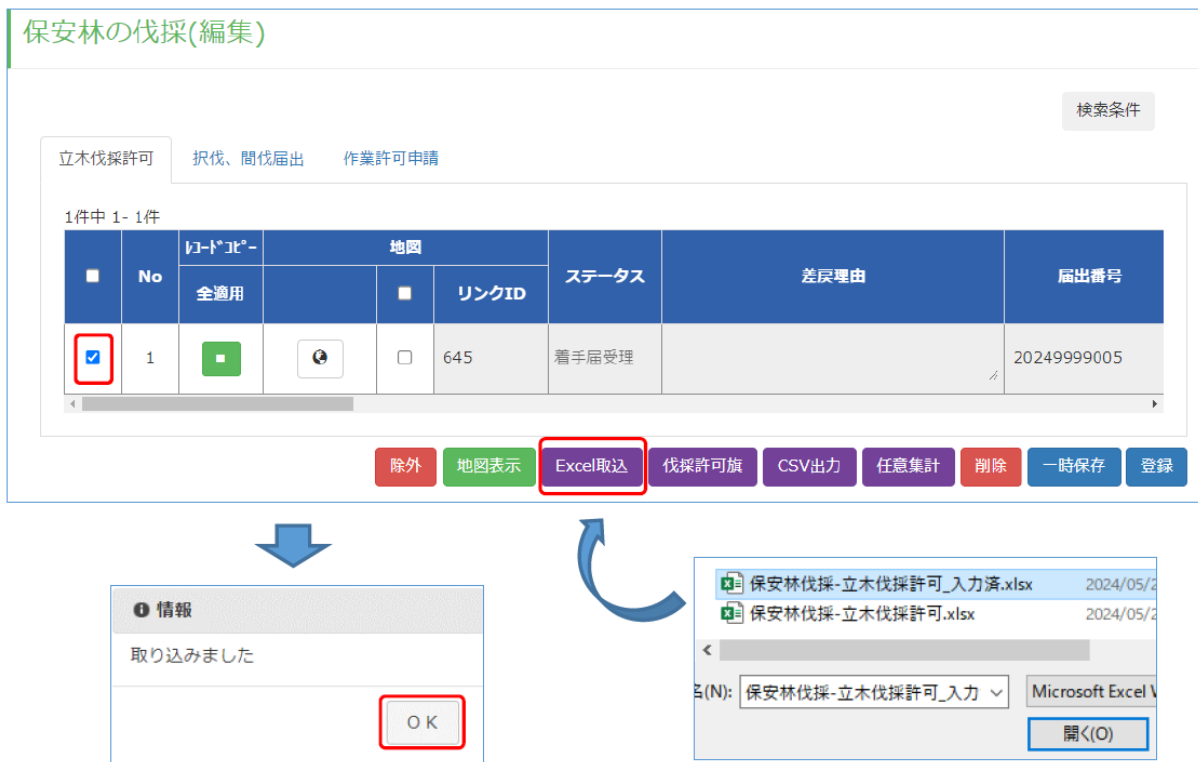 保安林の伐採(編集)
検索条件
立木伐採許可 択伐、間伐届出 作業許可申請
1件中 1- 1件
No ﾚｺｰﾄﾞｺﾋﾟｰ 全適用 地図 リンクID ステータス 差戻理由 届出番号
1 645 着手届受理 20249999005
除外 地図表示 Excel取込 伐採許可旗 CSV出力 任意集計 削除 一時保存 登録
情報
取り込みました
ＯＫ
保安林伐採-立木伐採許可_入力済.xlsx 2024/05/2
保安林伐採-立木伐採許可.xlsx 2024/05/2
名(N): 保安林伐採-立木伐採許可_入力 Microsoft Excel
開く(O)